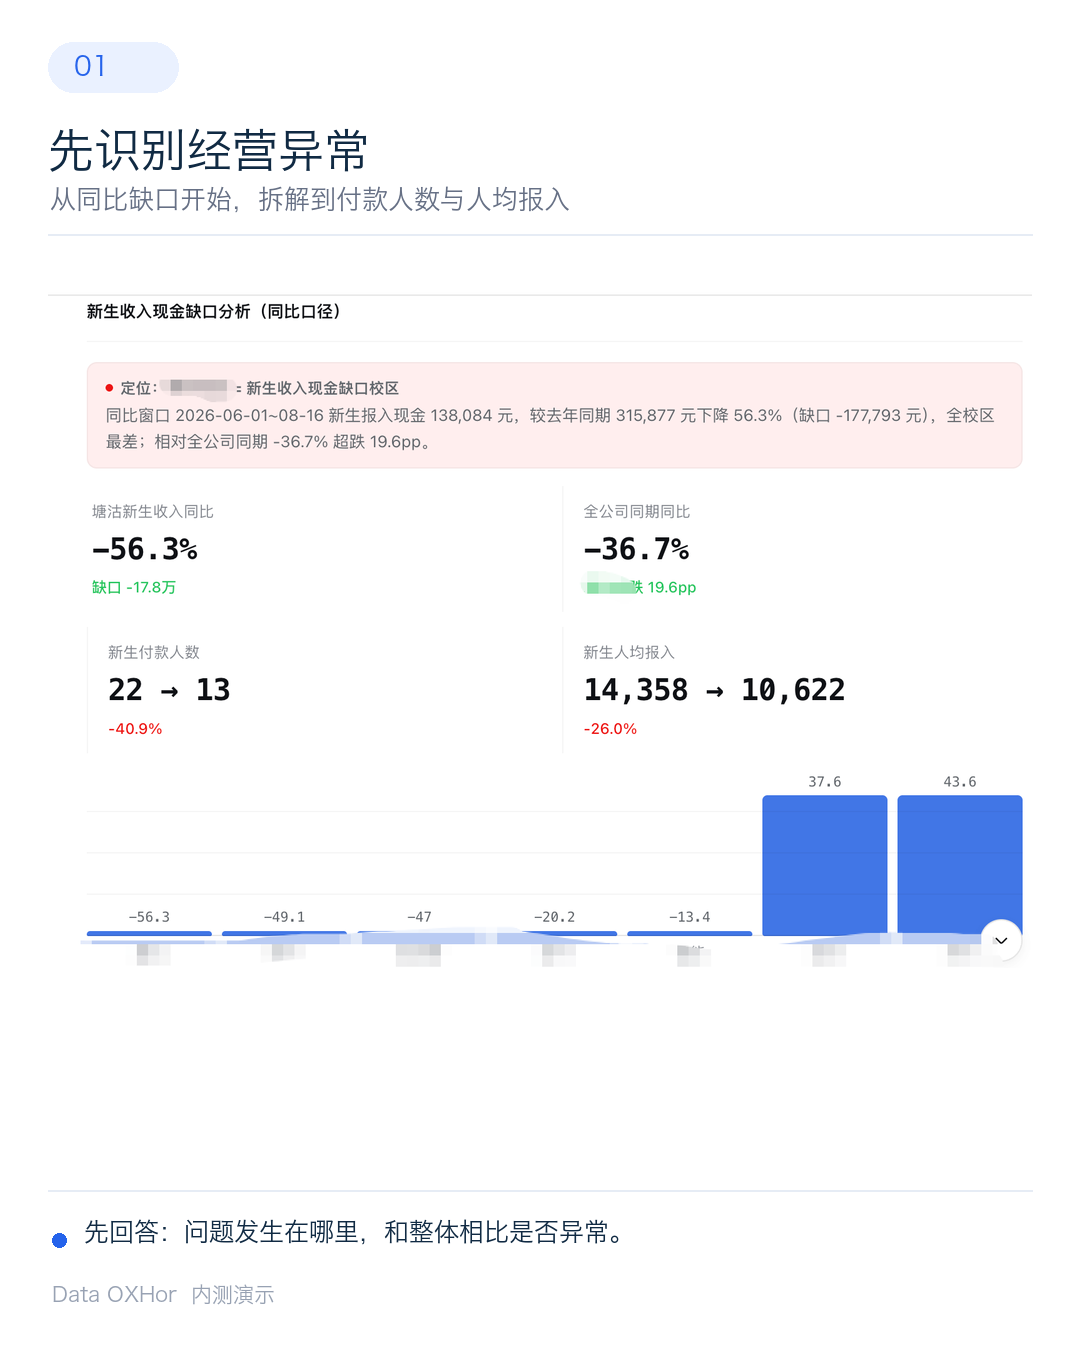 01
先识别经营异常
从同比缺口开始，拆解到付款人数与人均报入
新生收入现金缺口分析（同比口径）
定位： = 新生收入现金缺口校区
同比窗口 2026-06-01~08-16 新生报入现金 138,084 元，较去年同期 315,877 元下降 56.3%（缺口 -177,793 元），全校区
最差；相对全公司同期 -36.7% 超跌 19.6pp。
塘沽新生收入同比
全公司同期同比
−56.3%
−36.7%
缺口 -17.8万
跌 19.6pp
新生付款人数
新生人均报入
22 → 13
14,358 → 10,622
-40.9%
-26.0%
37.6
43.6
−56.3
−49.1
−47
−20.2
−13.4
先回答：问题发生在哪里，和整体相比是否异常。
Data OXHor 内测演示